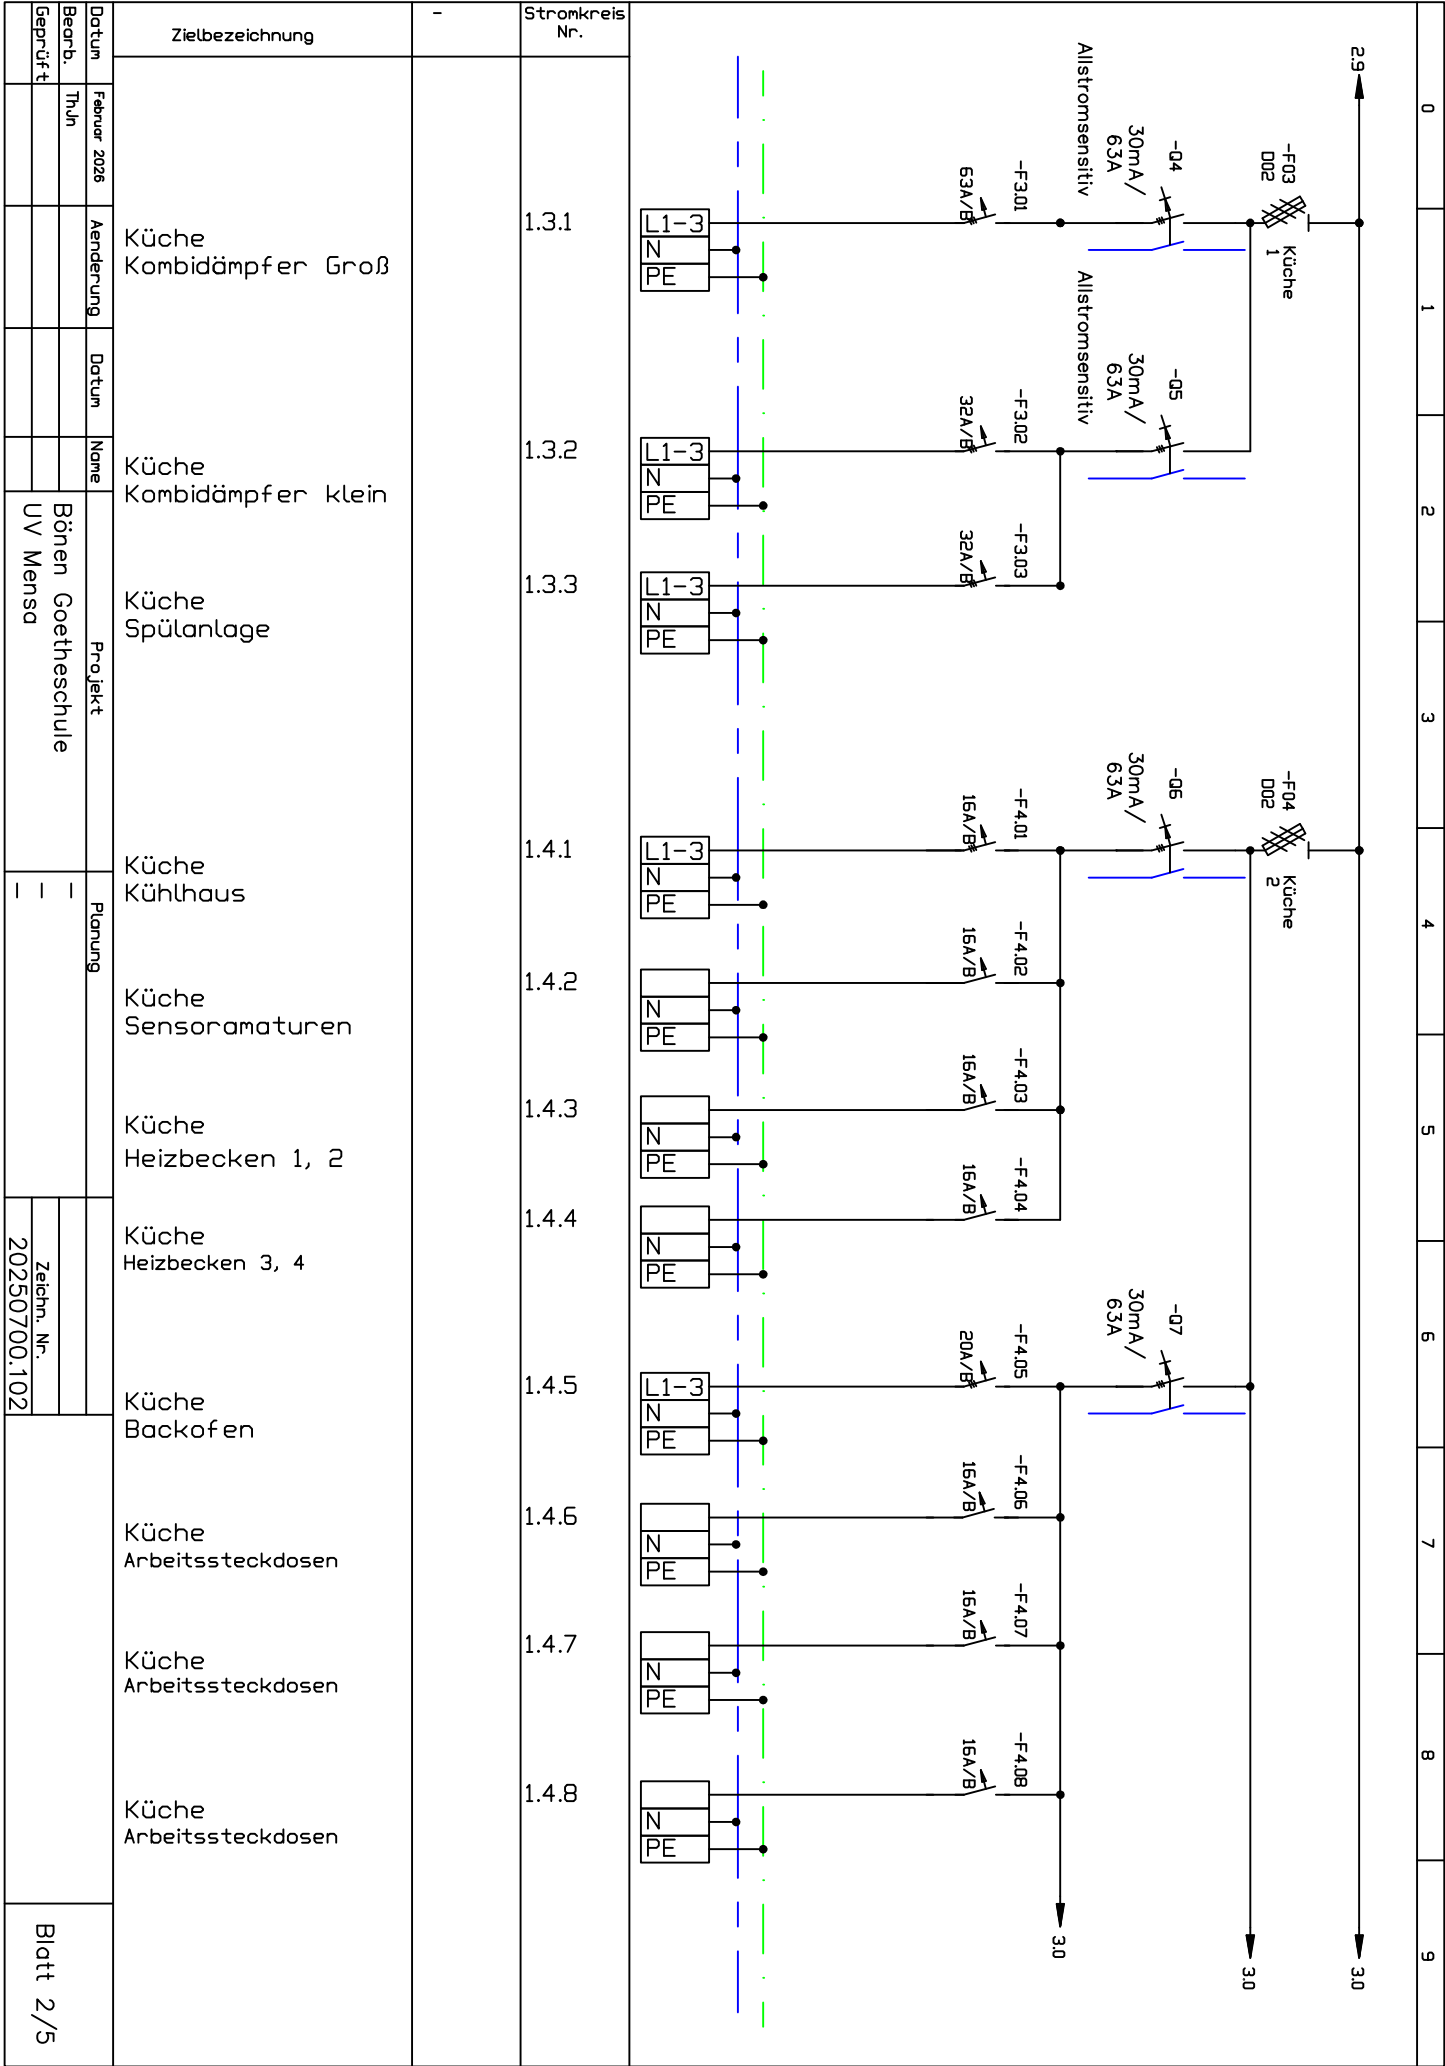 Stromkreis
Nr.
-
Zielbezeichnung
0
1
2
3
4
5
6
7
8
9
2.9
3.0
3.0
3.0
-F03
D02
Küche
1
-Q4
30mA/
63A
Allstromsensitiv
-Q5
30mA/
63A
Allstromsensitiv
-F04
D02
Küche
2
-Q6
30mA/
63A
-Q7
30mA/
63A
-F3.01
63A/B
L1-3
N
PE
1.3.1
Küche
Kombidämpfer Groß
-F3.02
32A/B
L1-3
N
PE
1.3.2
Küche
Kombidämpfer klein
-F3.03
32A/B
L1-3
N
PE
1.3.3
Küche
Spülanlage
-F4.01
16A/B
L1-3
N
PE
1.4.1
Küche
Kühlhaus
-F4.02
16A/B
N
PE
1.4.2
Küche
Sensoramaturen
-F4.03
16A/B
N
PE
1.4.3
Küche
Heizbecken 1, 2
-F4.04
16A/B
N
PE
1.4.4
Küche
Heizbecken 3, 4
-F4.05
20A/B
L1-3
N
PE
1.4.5
Küche
Backofen
-F4.06
16A/B
N
PE
1.4.6
Küche
Arbeitssteckdosen
-F4.07
16A/B
N
PE
1.4.7
Küche
Arbeitssteckdosen
-F4.08
16A/B
N
PE
1.4.8
Küche
Arbeitssteckdosen
Datum
Februar 2026
Aenderung
Datum
Name
Projekt
Planung
Bearb.
ThJn
Geprüft
Bönen Goetheschule
UV Mensa
-
-
-
Zeichn. Nr.
20250700.102
Blatt 2/5